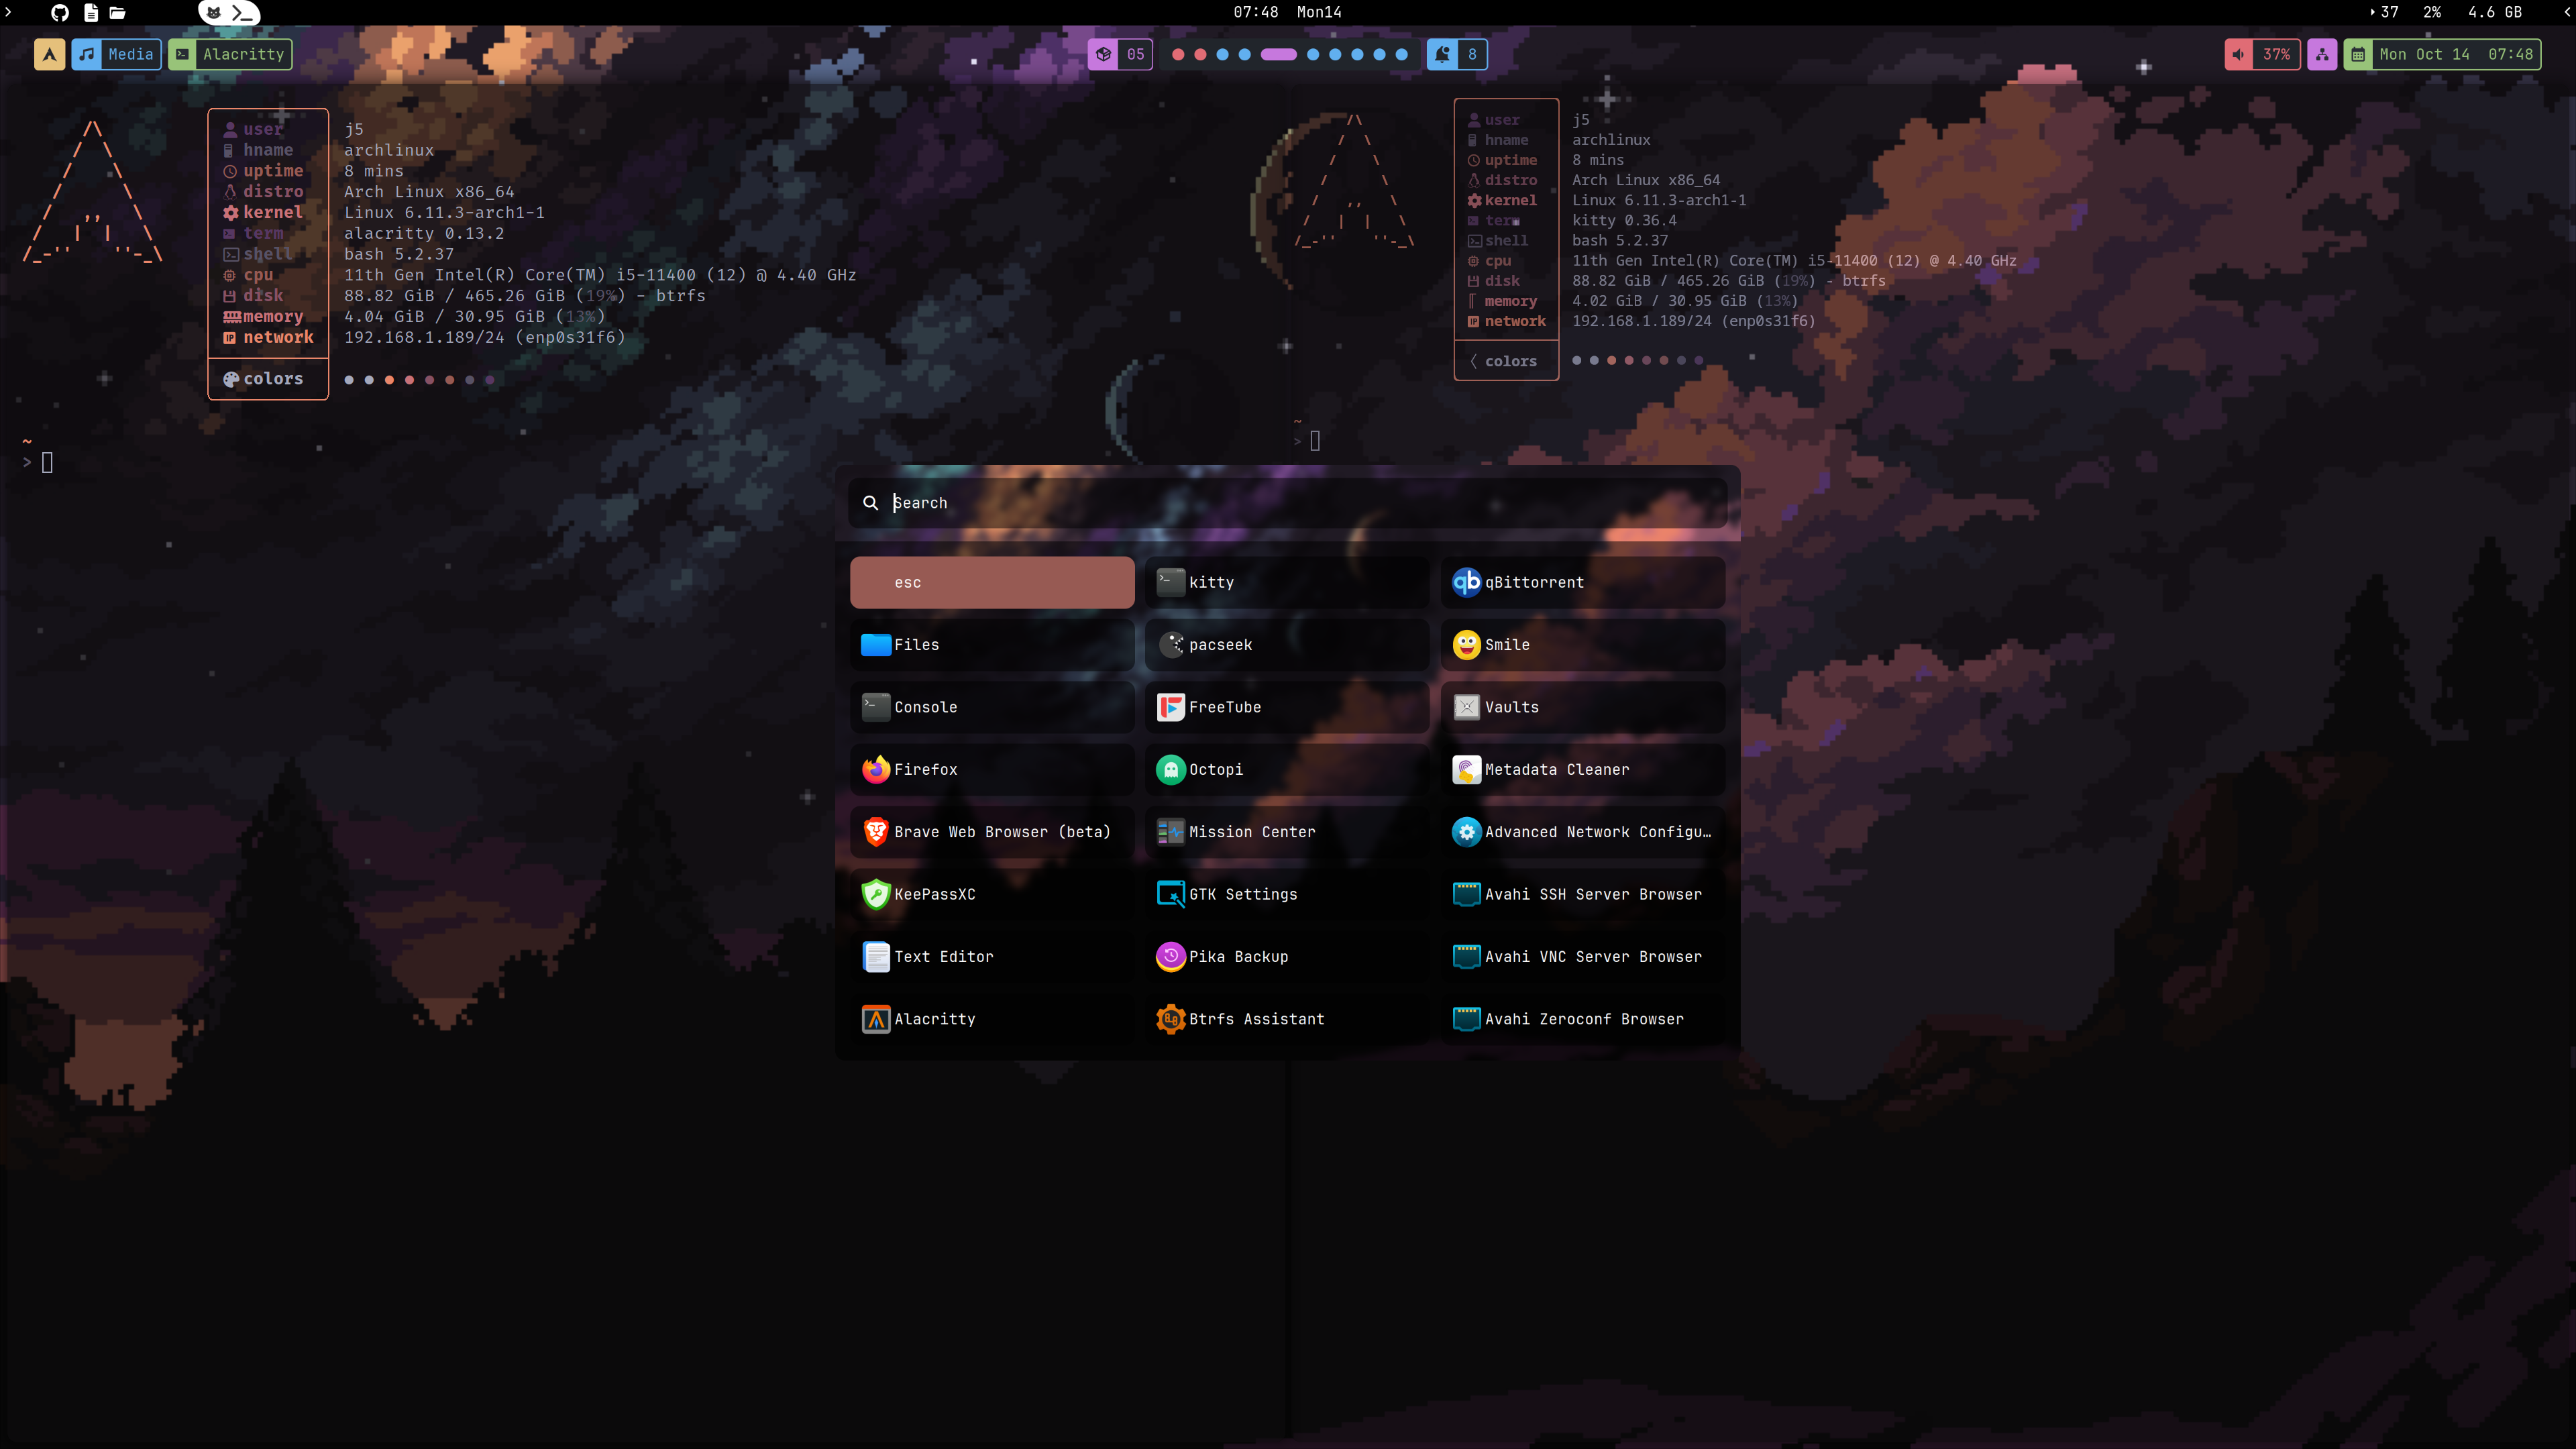 07:48 Mon14
37 2% 4.6 GB
Media
Alacritty
05
8
37%
Mon Oct 14 07:48
user j5
hname archlinux
uptime 8 mins
distro Arch Linux x86_64
kernel Linux 6.11.3-arch1-1
term alacritty 0.13.2
shell bash 5.2.37
cpu 11th Gen Intel(R) Core(TM) i5-11400 (12) @ 4.40 GHz
disk 88.82 GiB / 465.26 GiB (19%) - btrfs
memory 4.04 GiB / 30.95 GiB (13%)
network 192.168.1.189/24 (enp0s31f6)
colors
~
>
user j5
hname archlinux
uptime 8 mins
distro Arch Linux x86_64
kernel Linux 6.11.3-arch1-1
term kitty 0.36.4
shell bash 5.2.37
cpu 11th Gen Intel(R) Core(TM) i5-11400 (12) @ 4.40 GHz
disk 88.82 GiB / 465.26 GiB (19%) - btrfs
memory 4.02 GiB / 30.95 GiB (13%)
network 192.168.1.189/24 (enp0s31f6)
colors
~
>
Search
esc
kitty
qBittorrent
Files
pacseek
Smile
Console
FreeTube
Vaults
Firefox
Octopi
Metadata Cleaner
Brave Web Browser (beta)
Mission Center
Advanced Network Configu…
KeePassXC
GTK Settings
Avahi SSH Server Browser
Text Editor
Pika Backup
Avahi VNC Server Browser
Alacritty
Btrfs Assistant
Avahi Zeroconf Browser